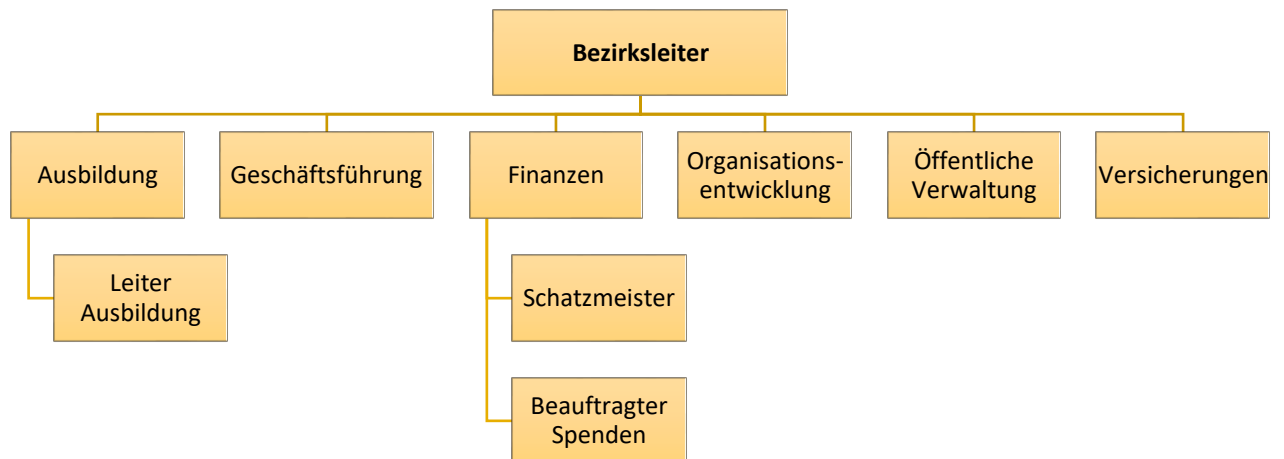 Bezirksleiter
Ausbildung
Geschäftsführung
Finanzen
Organisations-
entwicklung
Öffentliche
Verwaltung
Versicherungen
Leiter
Ausbildung
Schatzmeister
Beauftragter
Spenden